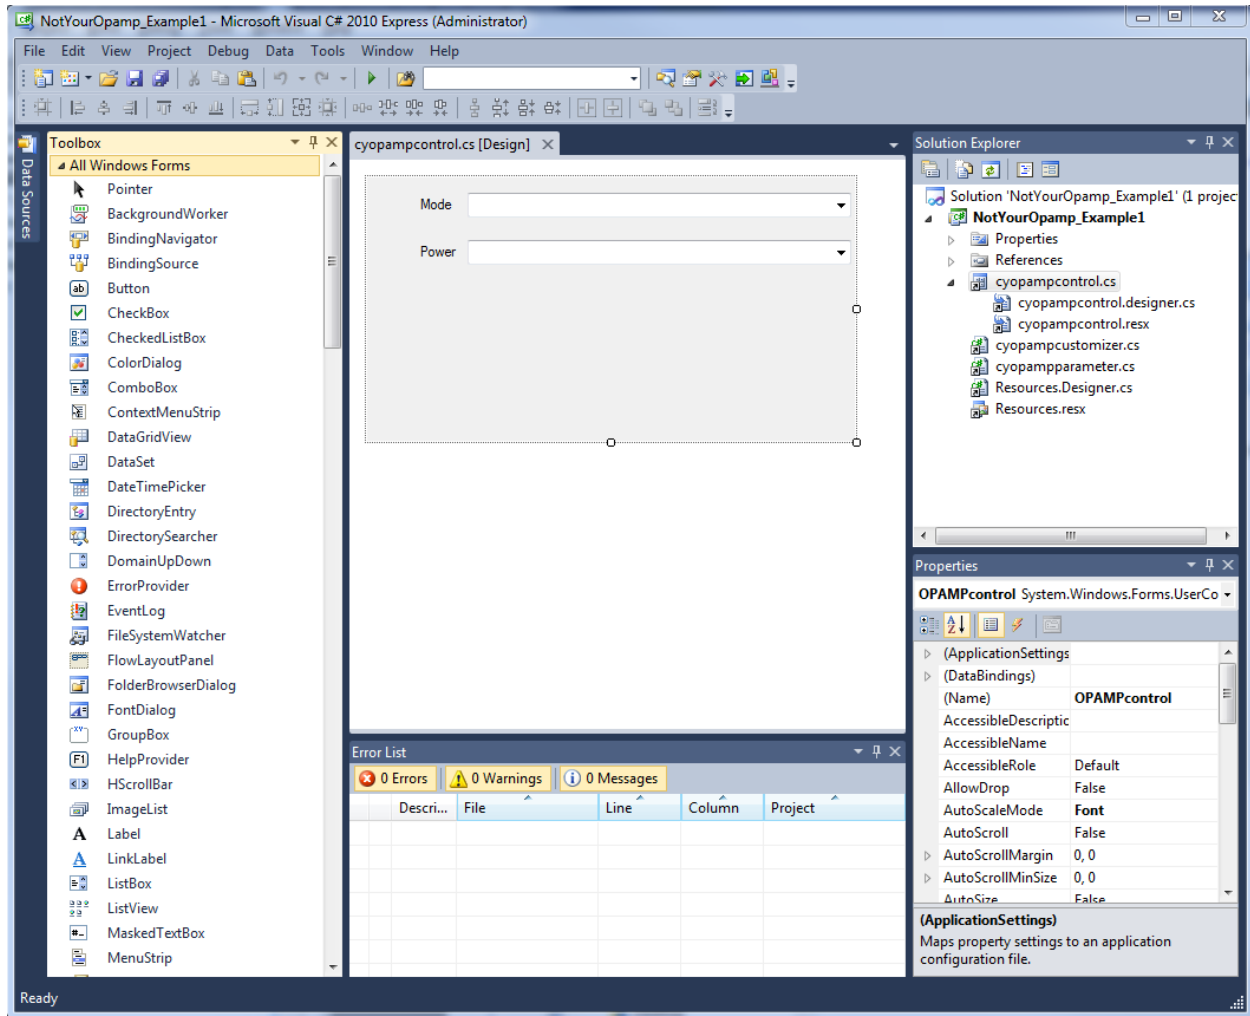 NotYourOpamp_Example1 - Microsoft Visual C# 2010 Express (Administrator)
File Edit View Project Debug Data Tools Window Help
Data Sources
Toolbox
All Windows Forms
Pointer
BackgroundWorker
BindingNavigator
BindingSource
Button
CheckBox
CheckedListBox
ColorDialog
ComboBox
ContextMenuStrip
DataGridView
DataSet
DateTimePicker
DirectoryEntry
DirectorySearcher
DomainUpDown
ErrorProvider
EventLog
FileSystemWatcher
FlowLayoutPanel
FolderBrowserDialog
FontDialog
GroupBox
HelpProvider
HScrollBar
ImageList
Label
LinkLabel
ListBox
ListView
MaskedTextBox
MenuStrip
cyopampcontrol.cs [Design]
Mode
Power
Error List
0 Errors 0 Warnings 0 Messages
Descri... File Line Column Project
Solution Explorer
Solution 'NotYourOpamp_Example1' (1 projec
NotYourOpamp_Example1
Properties
References
cyopampcontrol.cs
cyopampcontrol.designer.cs
cyopampcontrol.resx
cyopampcustomizer.cs
cyopampparameter.cs
Resources.Designer.cs
Resources.resx
Properties
OPAMPcontrol System.Windows.Forms.UserCo
(ApplicationSettings
(DataBindings)
(Name) OPAMPcontrol
AccessibleDescriptic
AccessibleName
AccessibleRole Default
AllowDrop False
AutoScaleMode Font
AutoScroll False
AutoScrollMargin 0, 0
AutoScrollMinSize 0, 0
AutoSize False
(ApplicationSettings)
Maps property settings to an application
configuration file.
Ready